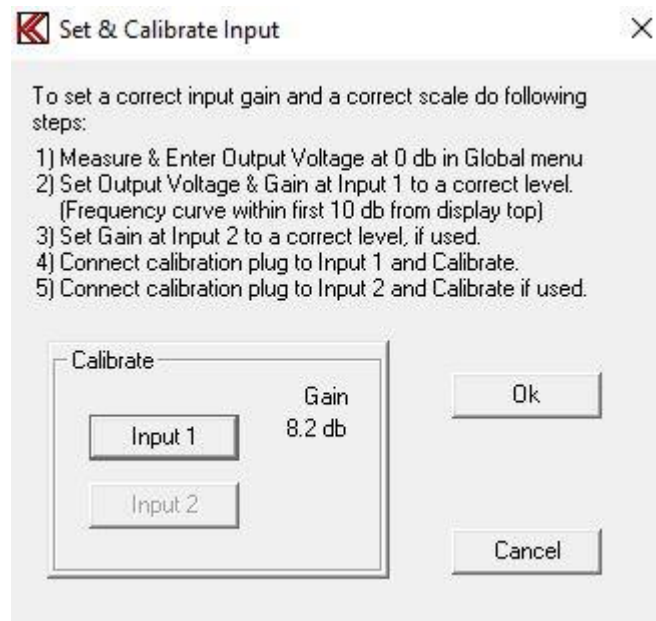 Set & Calibrate Input
To set a correct input gain and a correct scale do following
steps:
1) Measure & Enter Output Voltage at 0 db in Global menu
2) Set Output Voltage & Gain at Input 1 to a correct level.
(Frequency curve within first 10 db from display top)
3) Set Gain at Input 2 to a correct level, if used.
4) Connect calibration plug to Input 1 and Calibrate.
5) Connect calibration plug to Input 2 and Calibrate if used.
Calibrate
Gain
Input 1
8.2 db
Input 2
Ok
Cancel